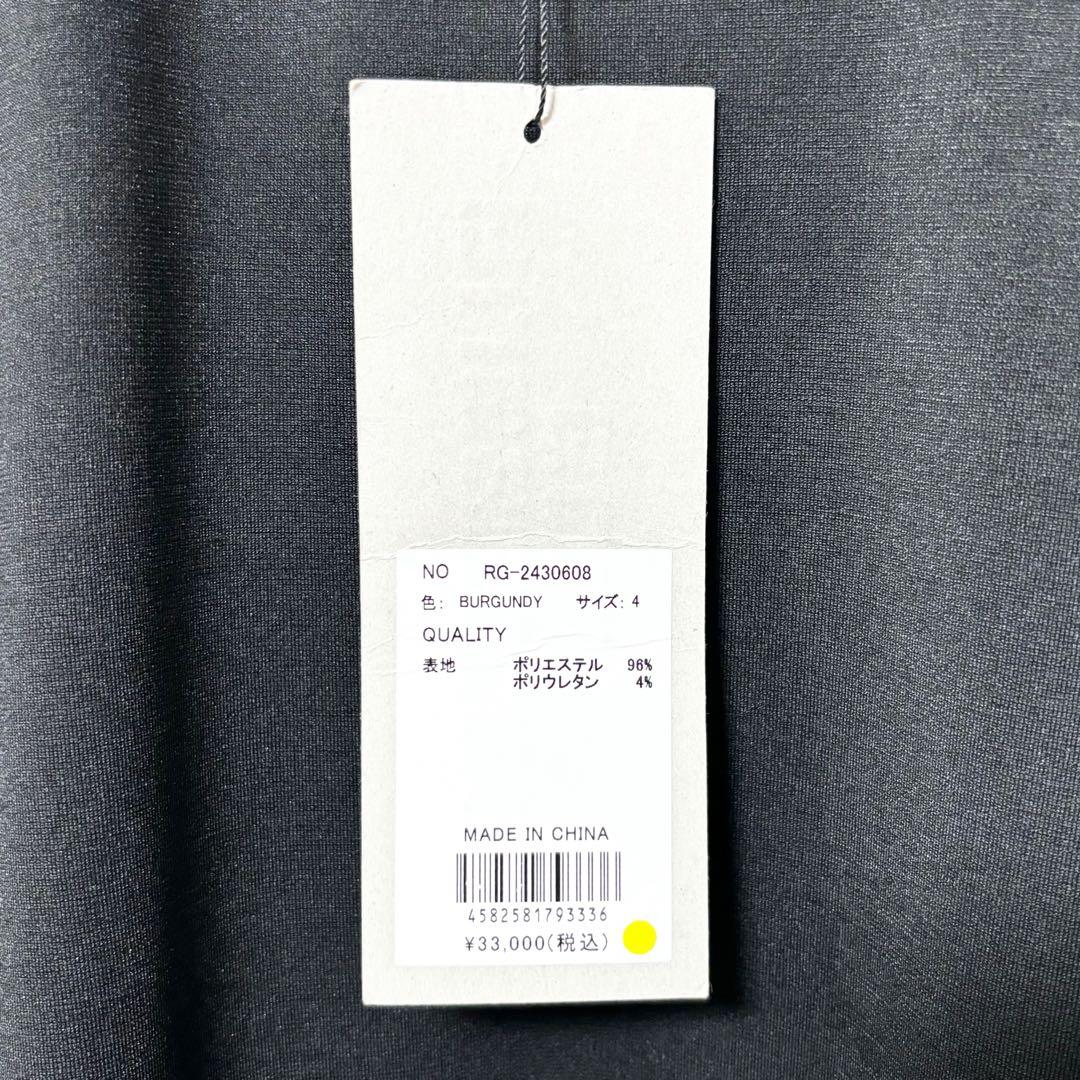 NO RG-2430608
色: BURGUNDY サイズ: 4
QUALITY
表地 ポリエステル 96%
ポリウレタン 4%
MADE IN CHINA
4582581793336
¥33,000(税込)